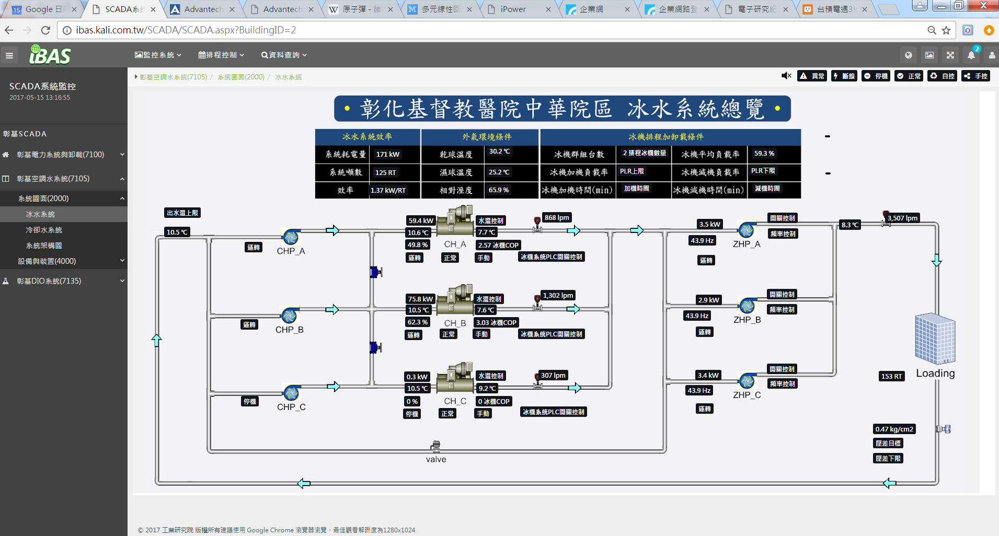 Google 日
SCADA系統
Advantech
Advantech
原子彈 - 維
多元線性回
iPower
企業網
企業網路登
電子研究紀
台積電遇3
ibas.kali.com.tw/SCADA/SCADA.aspx?BuildingID=2
iBAS
監控系統
排程控制
資料查詢
2
SCADA系統監控
2017-05-15 13:16:55
彰基SCADA
彰基電力系統與卸載(7100)
彰基空調水系統(7105)
系統圖面(2000)
冰水系統
冷卻水系統
系統架構圖
設備與裝置(4000)
彰基DIO系統(7135)
彰基空調水系統(7105) / 系統圖面(2000) / 冰水系統
異常
斷線
停機
正常
自控
手控
• 彰化基督教醫院中華院區 冰水系統總覽 •
冰水系統效率
外氣環境條件
冰機排程加卸載條件
系統耗電量 171 kW
乾球溫度 30.2 ℃
冰機群組台數 2 排程冰機數量 冰機平均負載率 59.3 %
系統噸數 125 RT
濕球溫度 25.2 ℃
冰機加機負載率 PLR上限 冰機減機負載率 PLR下限
效率 1.37 kW/RT
相對溼度 65.9 %
冰機加機時間(min) 加機時間 冰機減機時間(min) 減機時間
-
-
出水溫上限
10.5 ℃
運轉
CHP_A
59.4 kW
10.6 ℃
49.8 %
運轉
CH_A
正常
水溫控制
7.7 ℃
2.57 冰機COP
手動
868 lpm
冰機系統PLC開關控制
3.5 kW
43.9 Hz
運轉
ZHP_A
開關控制
頻率控制
8.3 ℃
3,507 lpm
運轉
CHP_B
75.8 kW
10.5 ℃
62.3 %
運轉
CH_B
正常
水溫控制
7.6 ℃
3.03 冰機COP
手動
1,302 lpm
冰機系統PLC開關控制
2.9 kW
43.9 Hz
運轉
ZHP_B
開關控制
頻率控制
停機
CHP_C
0.3 kW
10.5 ℃
0 %
停機
CH_C
正常
水溫控制
9.2 ℃
0 冰機COP
手動
307 lpm
冰機系統PLC開關控制
3.4 kW
43.9 Hz
運轉
ZHP_C
開關控制
頻率控制
153 RT
Loading
0.47 kg/cm2
壓差目標
壓差下限
valve
© 2017 工業研究院 版權所有建議使用 Google Chrome 瀏覽器瀏覽，最佳觀看解晰度為1280x1024